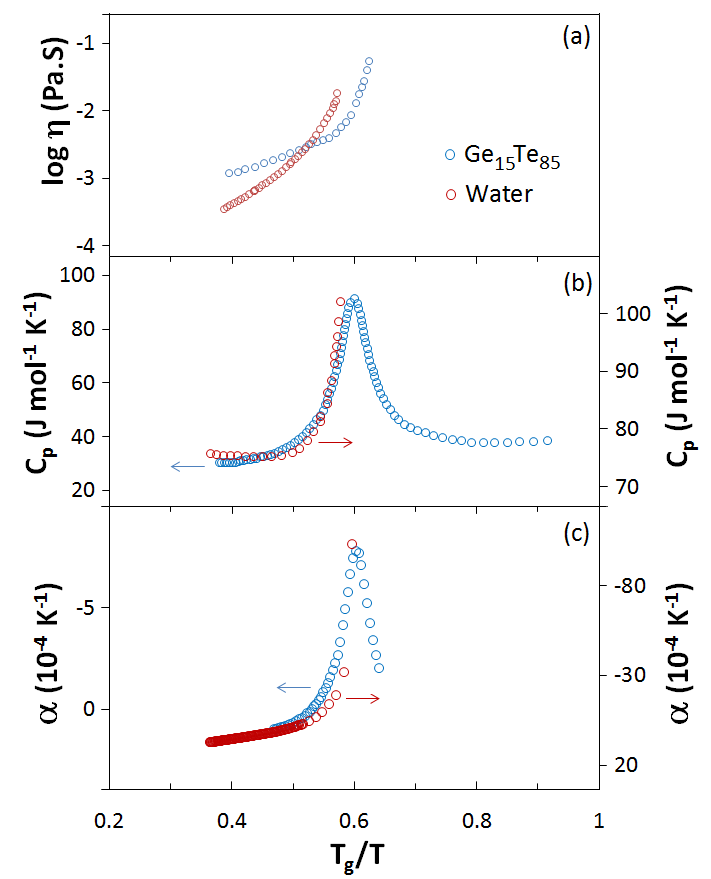 (a)
log η (Pa.S)
-1
-2
-3
-4
Ge₁₅Te₈₅
Water
(b)
Cₚ (J mol⁻¹ K⁻¹)
100
80
60
40
20
100
90
80
70
Cₚ (J mol⁻¹ K⁻¹)
(c)
α (10⁻⁴ K⁻¹)
-5
0
-80
-30
20
α (10⁻⁴ K⁻¹)
0.2 0.4 0.6 0.8 1
T_g/T